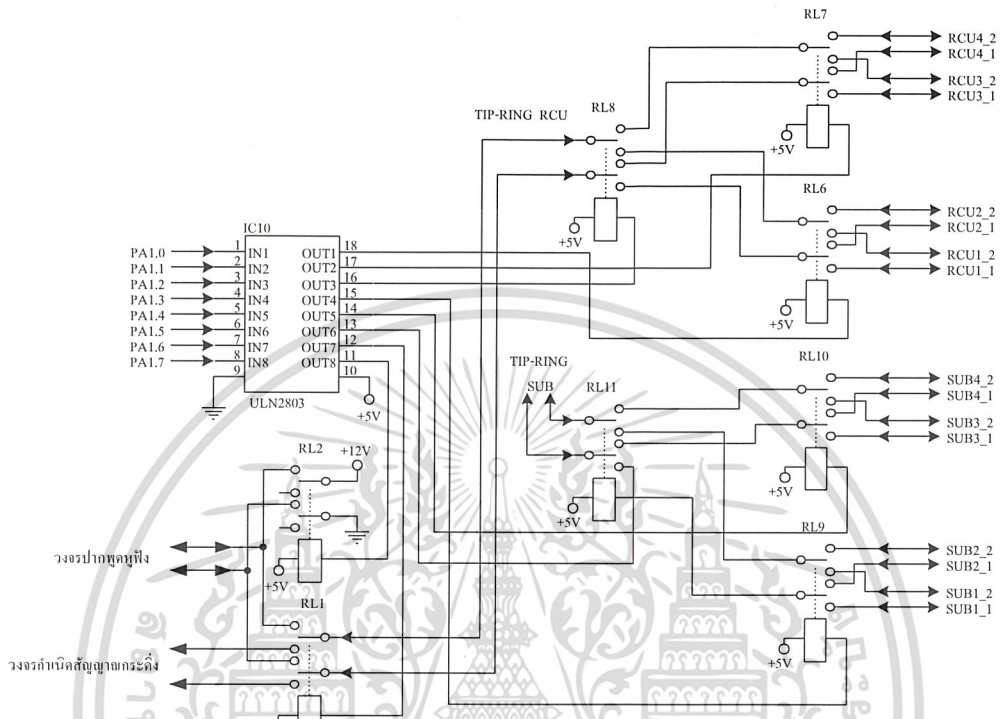 RL7
RCU4_2
RCU4_1
RCU3_2
RCU3_1
+5V
TIP-RING RCU
RL8
+5V
RL6
RCU2_2
RCU2_1
RCU1_2
RCU1_1
+5V
IC10
PA1.0 1 IN1 OUT1 18
PA1.1 2 IN2 OUT2 17
PA1.2 3 IN3 OUT3 16
PA1.3 4 IN4 OUT4 15
PA1.4 5 IN5 OUT5 14
PA1.5 6 IN6 OUT6 13
PA1.6 7 IN7 OUT7 12
PA1.7 8 IN8 OUT8 11
9 10
ULN2803
+5V
TIP-RING
SUB
RL11
+5V
RL10
SUB4_2
SUB4_1
SUB3_2
SUB3_1
+5V
RL9
SUB2_2
SUB2_1
SUB1_2
SUB1_1
+5V
RL2
+12V
วงจรปากพูดหูฟัง
+5V
RL1
วงจรกำเนิดสัญญาณกระดิ่ง